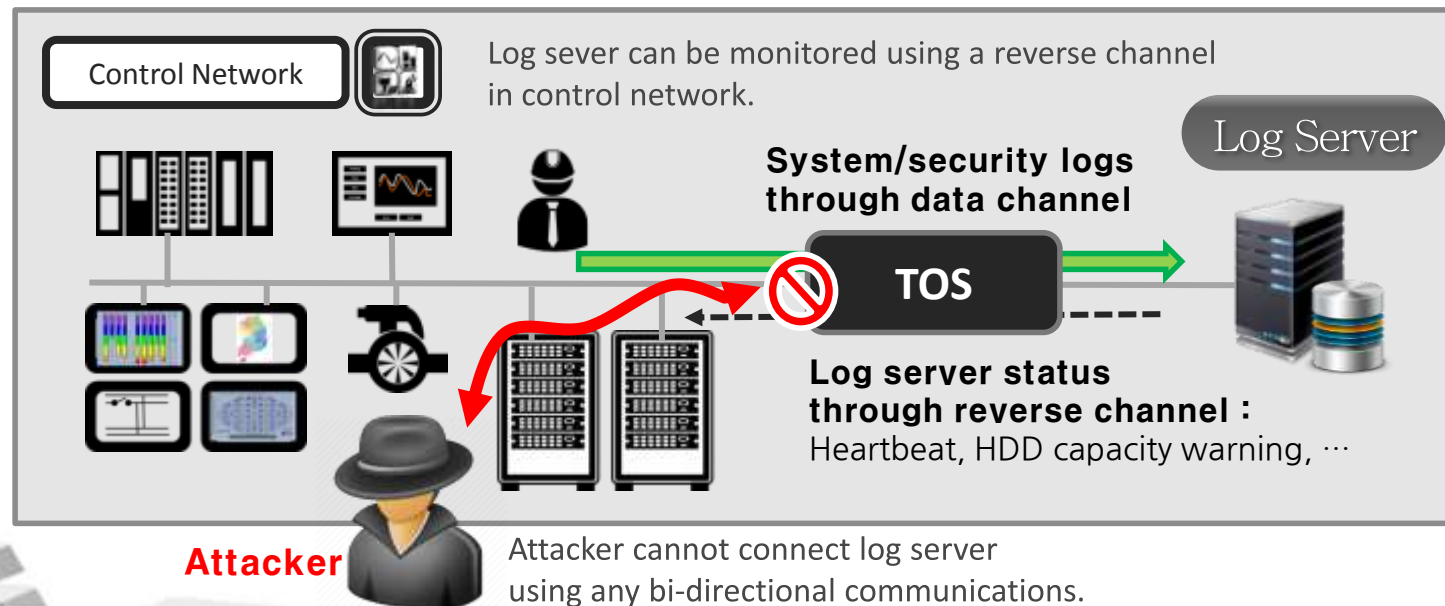 Control Network
Log sever can be monitored using a reverse channel
in control network.
Log Server
System/security logs
through data channel
TOS
Log server status
through reverse channel :
Heartbeat, HDD capacity warning, …
Attacker
Attacker cannot connect log server
using any bi-directional communications.